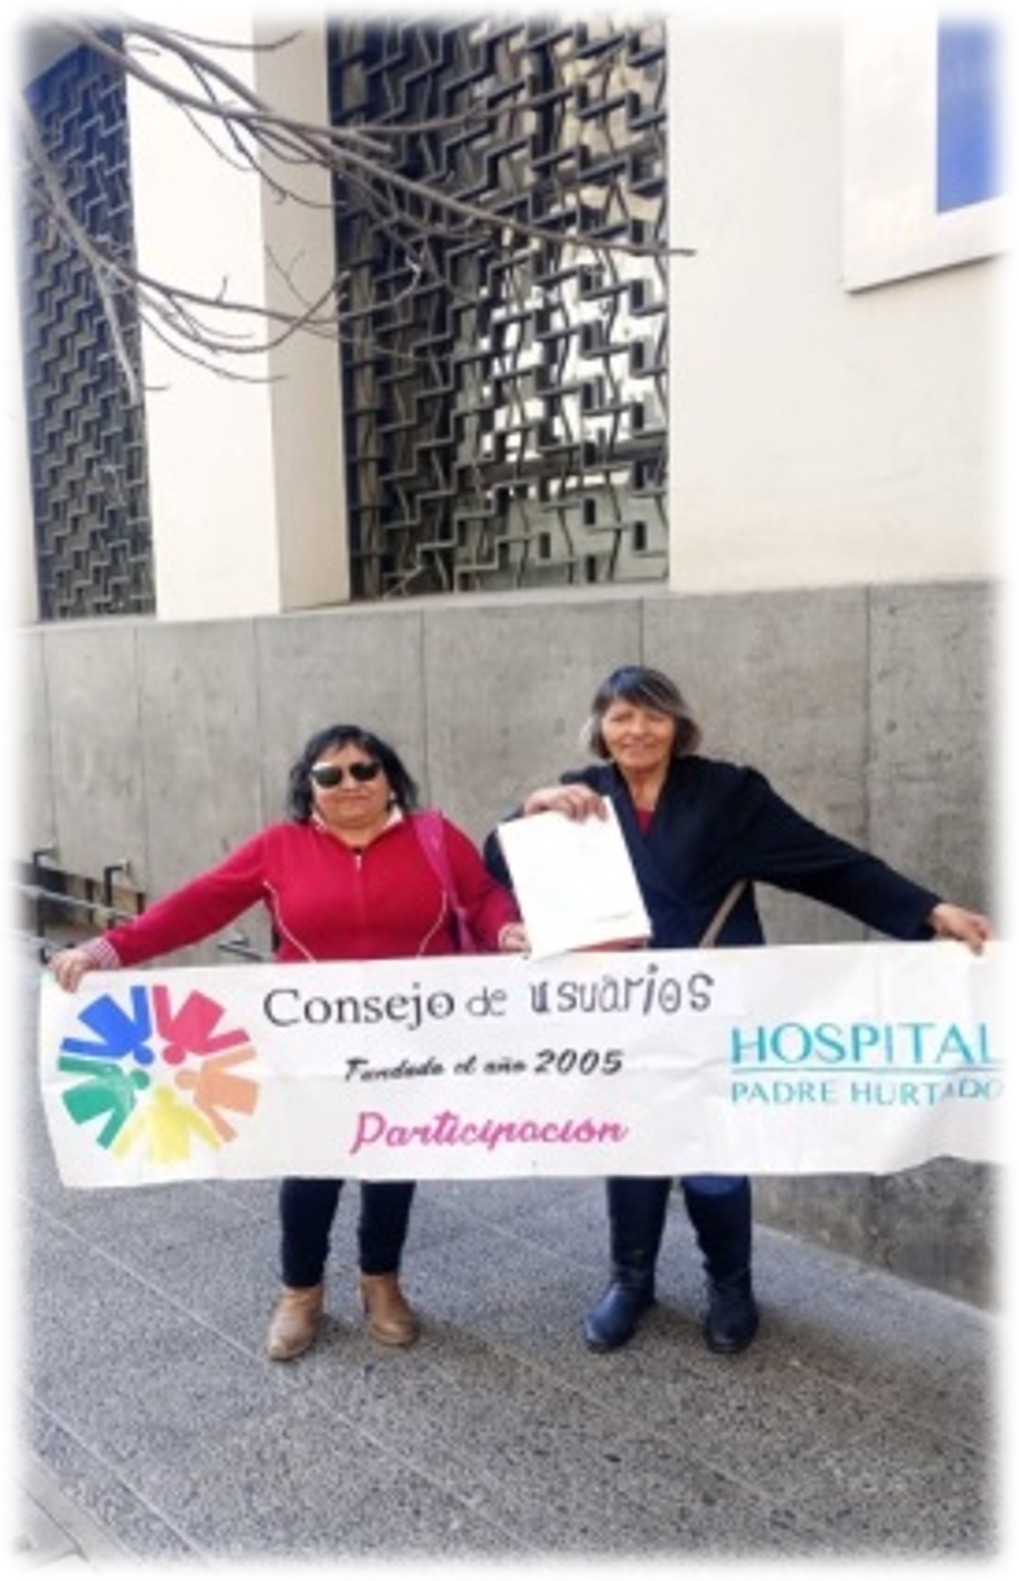 Consejo de usuarios
Fundado el año 2005
Participación
HOSPITAL
PADRE HURTADO